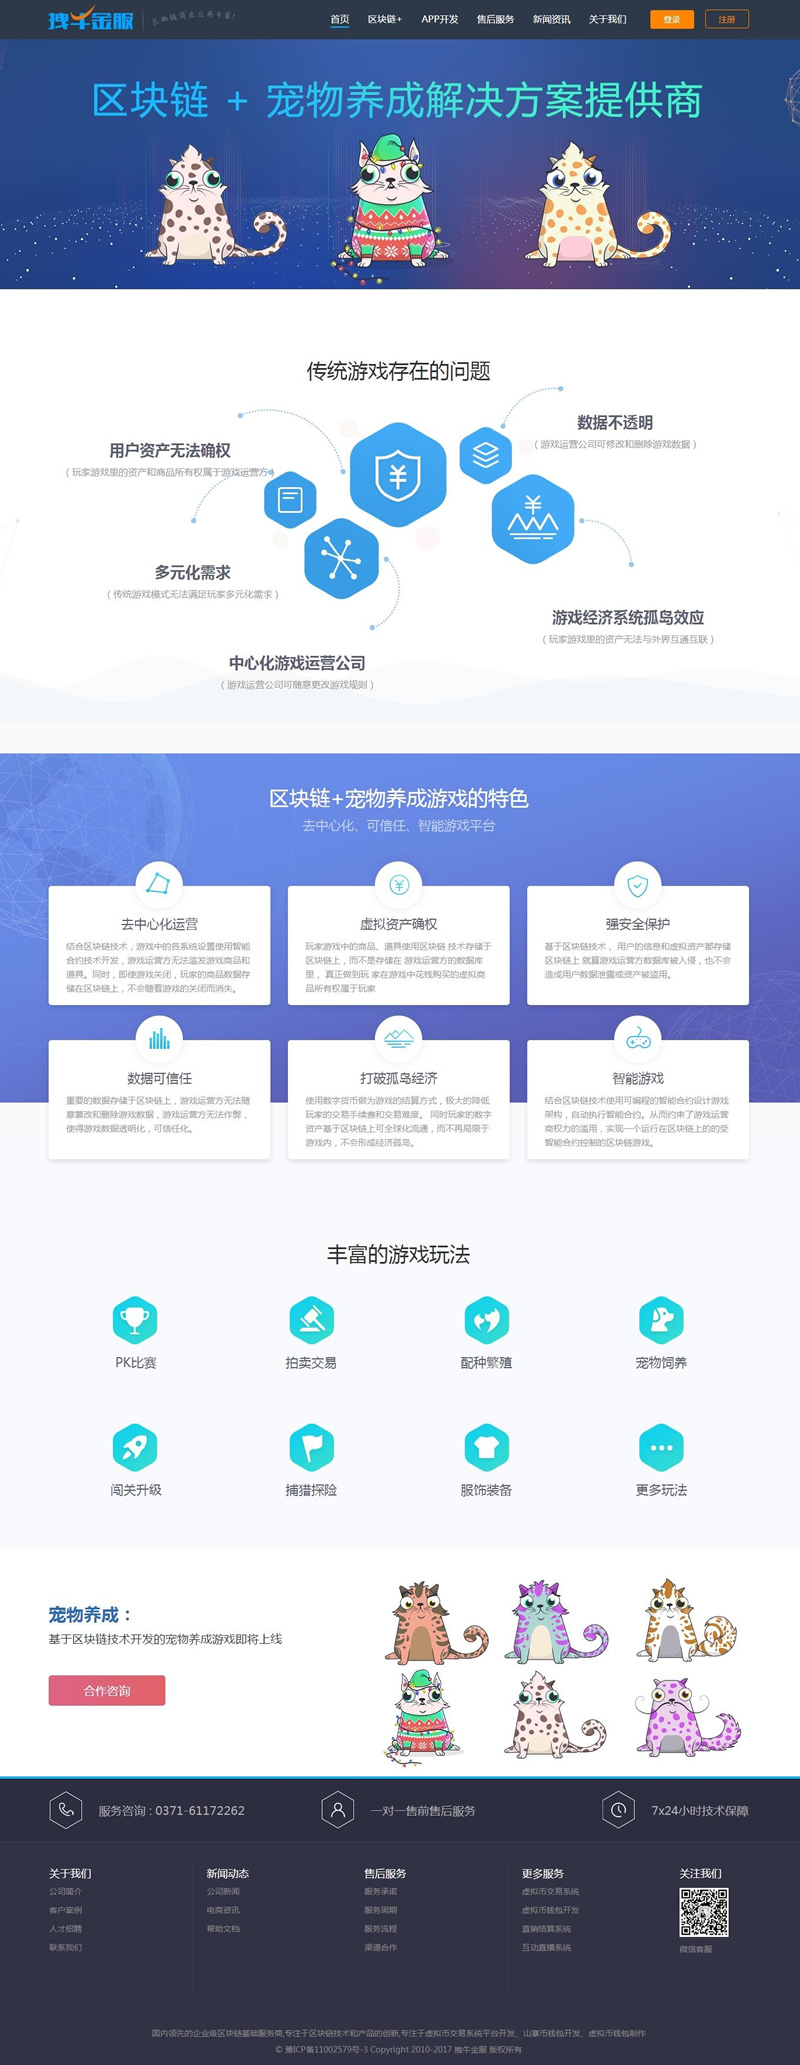 拽牛金服
区块链商业应用专家!
首页 区块链+ APP开发 售后服务 新闻资讯 关于我们 登录 注册
区块链 + 宠物养成解决方案提供商
传统游戏存在的问题
数据不透明
（游戏运营公司可修改和删除游戏数据）
用户资产无法确权
（玩家游戏里的资产和商品所有权属于游戏运营方）
多元化需求
（传统游戏模式无法满足玩家多元化需求）
游戏经济系统孤岛效应
（玩家游戏里的资产无法与外界互通互联）
中心化游戏运营公司
（游戏运营公司可随意更改游戏规则）
区块链+宠物养成游戏的特色
去中心化、可信任、智能游戏平台
去中心化运营
结合区块链技术，游戏中的各系统设置使用智能
合约技术开发，游戏运营方无法滥发游戏商品和
道具。同时，即使游戏关闭，玩家的商品数据存
储在区块链上，不会随着游戏的关闭而消失。
虚拟资产确权
玩家游戏中的商品、道具使用区块链 技术存储于
区块链上，而不是存储在 游戏运营方的数据库
里， 真正做到玩 家在游戏中花钱购买的虚拟商
品所有权属于玩家
强安全保护
基于区块链技术， 用户的信息和虚拟资产都存储
区块链上 就算游戏运营方数据库被入侵，也不会
造成用户数据泄露或资产被盗用。
数据可信任
重要的数据存储于区块链上，游戏运营方无法随
意篡改和删除游戏数据，游戏运营方无法作弊，
使得游戏数据透明化，可信任化。
打破孤岛经济
使用数字货币做为游戏的结算方式，极大的降低
玩家的交易手续费和交易难度。 同时玩家的数字
资产基于区块链上可全球化流通，而不再局限于
游戏内，不会形成经济孤岛。
智能游戏
结合区块链技术使用可编程的智能合约设计游戏
架构，自动执行智能合约。从而约束了游戏运营
商权力的滥用，实现一个运行在区块链上的的受
智能合约控制的区块链游戏。
丰富的游戏玩法
PK比赛 拍卖交易 配种繁殖 宠物饲养
闯关升级 捕猎探险 服饰装备 更多玩法
宠物养成：
基于区块链技术开发的宠物养成游戏即将上线
合作咨询
服务咨询 : 0371-61172262 一对一售前售后服务 7x24小时技术保障
关于我们
公司简介
客户案例
人才招聘
联系我们
新闻动态
公司新闻
电商资讯
帮助文档
售后服务
服务承诺
服务周期
服务流程
渠道合作
更多服务
虚拟币交易系统
虚拟币钱包开发
直销结算系统
互动直播系统
关注我们
微信客服
国内领先的企业级区块链基础服务商,专注于区块链技术和产品的创新,专注于虚拟币交易系统平台开发、山寨币钱包开发、虚拟币钱包制作
© 豫ICP备11002579号-3 Copyright 2010-2017 拽牛金服 版权所有